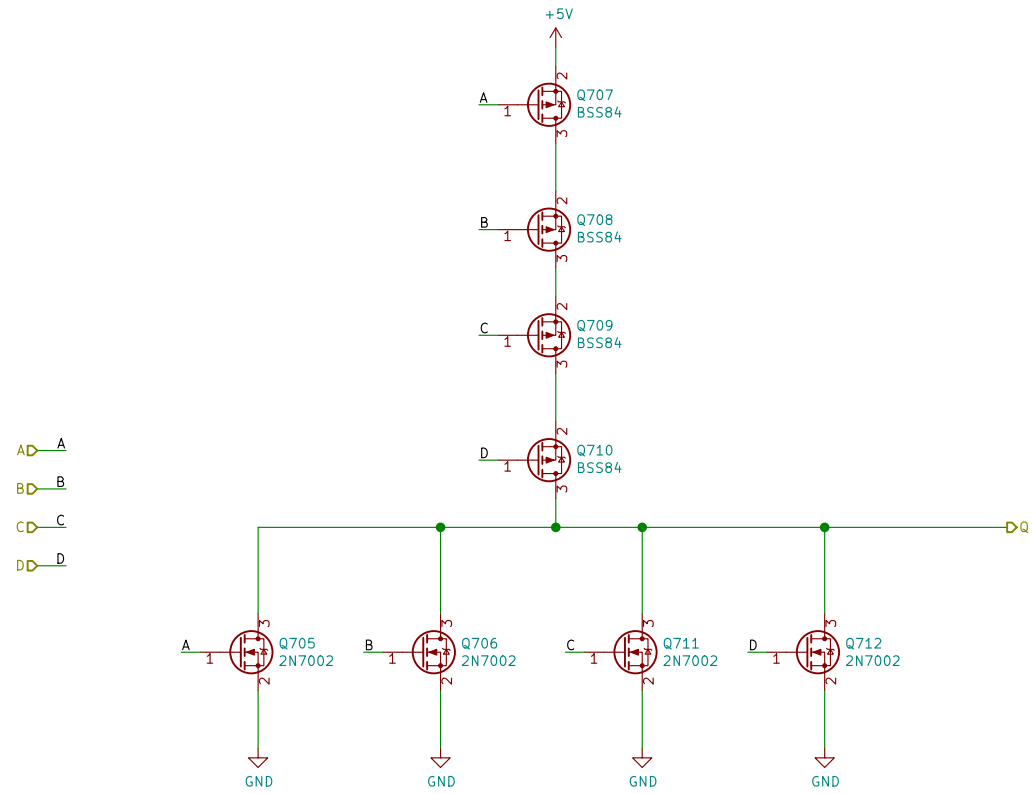 +5V
2
A
1
Q707
BSS84
3
2
B
1
Q708
BSS84
3
2
C
1
Q709
BSS84
3
2
D
1
Q710
BSS84
3
A A
B B
C C
D D
Q
3
A
1
Q705
2N7002
2
GND
3
B
1
Q706
2N7002
2
GND
3
C
1
Q711
2N7002
2
GND
3
D
1
Q712
2N7002
2
GND